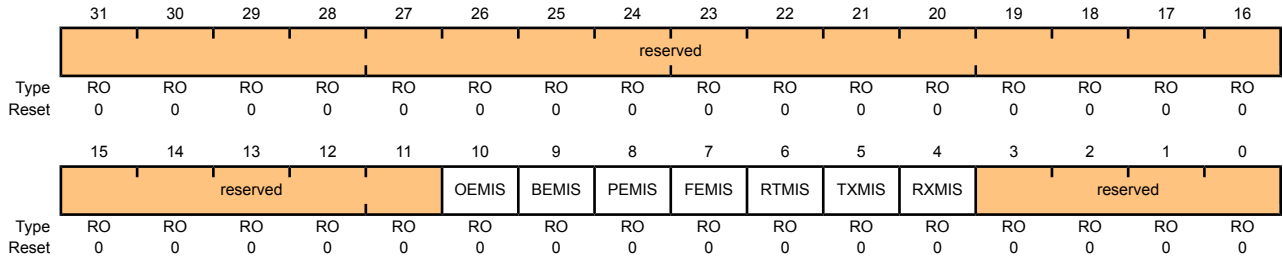 31 30 29 28 27 26 25 24 23 22 21 20 19 18 17 16
reserved
Type RO RO RO RO RO RO RO RO RO RO RO RO RO RO RO RO
Reset 0 0 0 0 0 0 0 0 0 0 0 0 0 0 0 0
15 14 13 12 11 10 9 8 7 6 5 4 3 2 1 0
reserved OEMIS BEMIS PEMIS FEMIS RTMIS TXMIS RXMIS reserved
Type RO RO RO RO RO RO RO RO RO RO RO RO RO RO RO RO
Reset 0 0 0 0 0 0 0 0 0 0 0 0 0 0 0 0